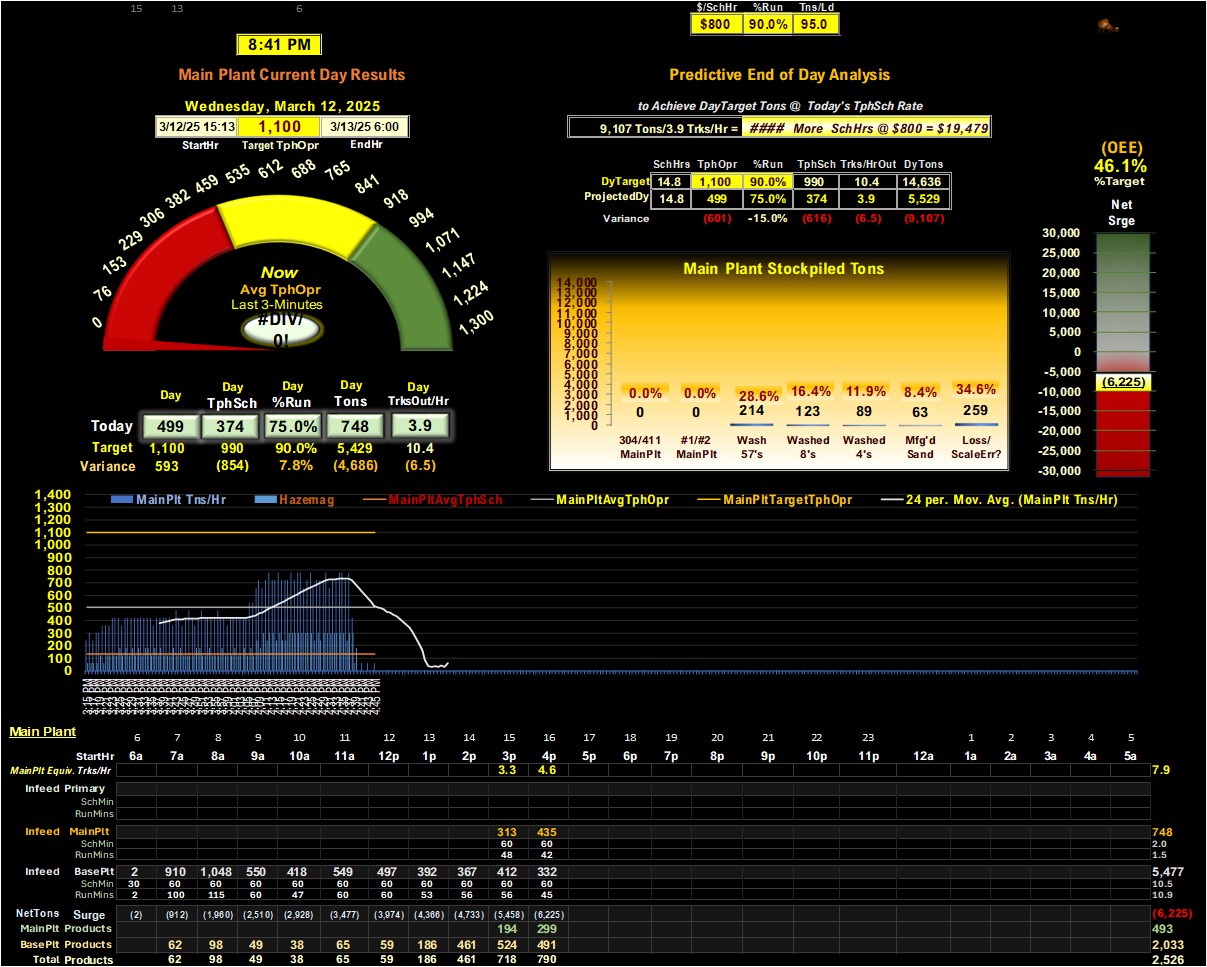 15 13 6
$/SchHr %Run Tns/Ld
$800 90.0% 95.0
8:41 PM
Main Plant Current Day Results
Predictive End of Day Analysis
Wednesday, March 12, 2025
to Achieve DayTarget Tons @ Today's TphSch Rate
3/12/25 15:13 1,100 3/13/25 6:00
StartHr Target TphOpr EndHr
9,107 Tons/3.9 Trks/Hr = #### More SchHrs @ $800 = $19,479
(OEE)
46.1%
%Target
SchHrs TphOpr %Run TphSch Trks/HrOut DyTons
DyTarget 14.8 1,100 90.0% 990 10.4 14,636
ProjectedDy 14.8 499 75.0% 374 3.9 5,529
Variance (601) -15.0% (616) (6.5) (9,107)
0 76 153 229 306 382 459 535 612 688 765 841 918 994 1,071 1,147 1,224 1,300
Now
Avg TphOpr
Last 3-Minutes
#DIV/
0!
Net
Srge
30,000
25,000
20,000
15,000
10,000
5,000
0
-5,000
(6,225)
-10,000
-15,000
-20,000
-25,000
-30,000
Main Plant Stockpiled Tons
14,000
13,000
12,000
11,000
10,000
9,000
8,000
7,000
6,000
5,000
4,000
3,000
2,000
1,000
0
0.0% 0.0% 28.6% 16.4% 11.9% 8.4% 34.6%
0 0 214 123 89 63 259
304/411 #1/#2 Wash Washed Washed Mfg'd Loss/
MainPlt MainPlt 57's 8's 4's Sand ScaleErr?
Day Day Day Day
Day TphSch %Run Tons TrksOut/Hr
Today 499 374 75.0% 748 3.9
Target 1,100 990 90.0% 5,429 10.4
Variance 593 (854) 7.8% (4,686) (6.5)
MainPlt Tns/Hr Hazemag MainPltAvgTphSch MainPltAvgTphOpr MainPltTargetTphOpr 24 per. Mov. Avg. (MainPlt Tns/Hr)
1,400
1,300
1,200
1,100
1,000
900
800
700
600
500
400
300
200
100
0
Main Plant
6 7 8 9 10 11 12 13 14 15 16 17 18 19 20 21 22 23 1 2 3 4 5
StartHr 6a 7a 8a 9a 10a 11a 12p 1p 2p 3p 4p 5p 6p 7p 8p 9p 10p 11p 12a 1a 2a 3a 4a 5a
MainPlt Equiv. Trks/Hr 3.3 4.6 7.9
Infeed Primary
SchMin
RunMins
Infeed MainPlt 313 435 748
SchMin 60 60 2.0
RunMins 48 42 1.5
Infeed BasePlt 2 910 1,048 550 418 549 497 392 367 412 332 5,477
SchMin 30 60 60 60 60 60 60 60 60 60 60 10.5
RunMins 2 100 115 60 47 60 60 53 56 56 45 10.9
NetTons Surge (2) (912) (1,960) (2,510) (2,928) (3,477) (3,974) (4,366) (4,733) (5,458) (6,225) (6,225)
MainPlt Products 194 299 493
BasePlt Products 62 98 49 38 65 59 186 461 524 491 2,033
Total Products 62 98 49 38 65 59 186 461 718 790 2,526